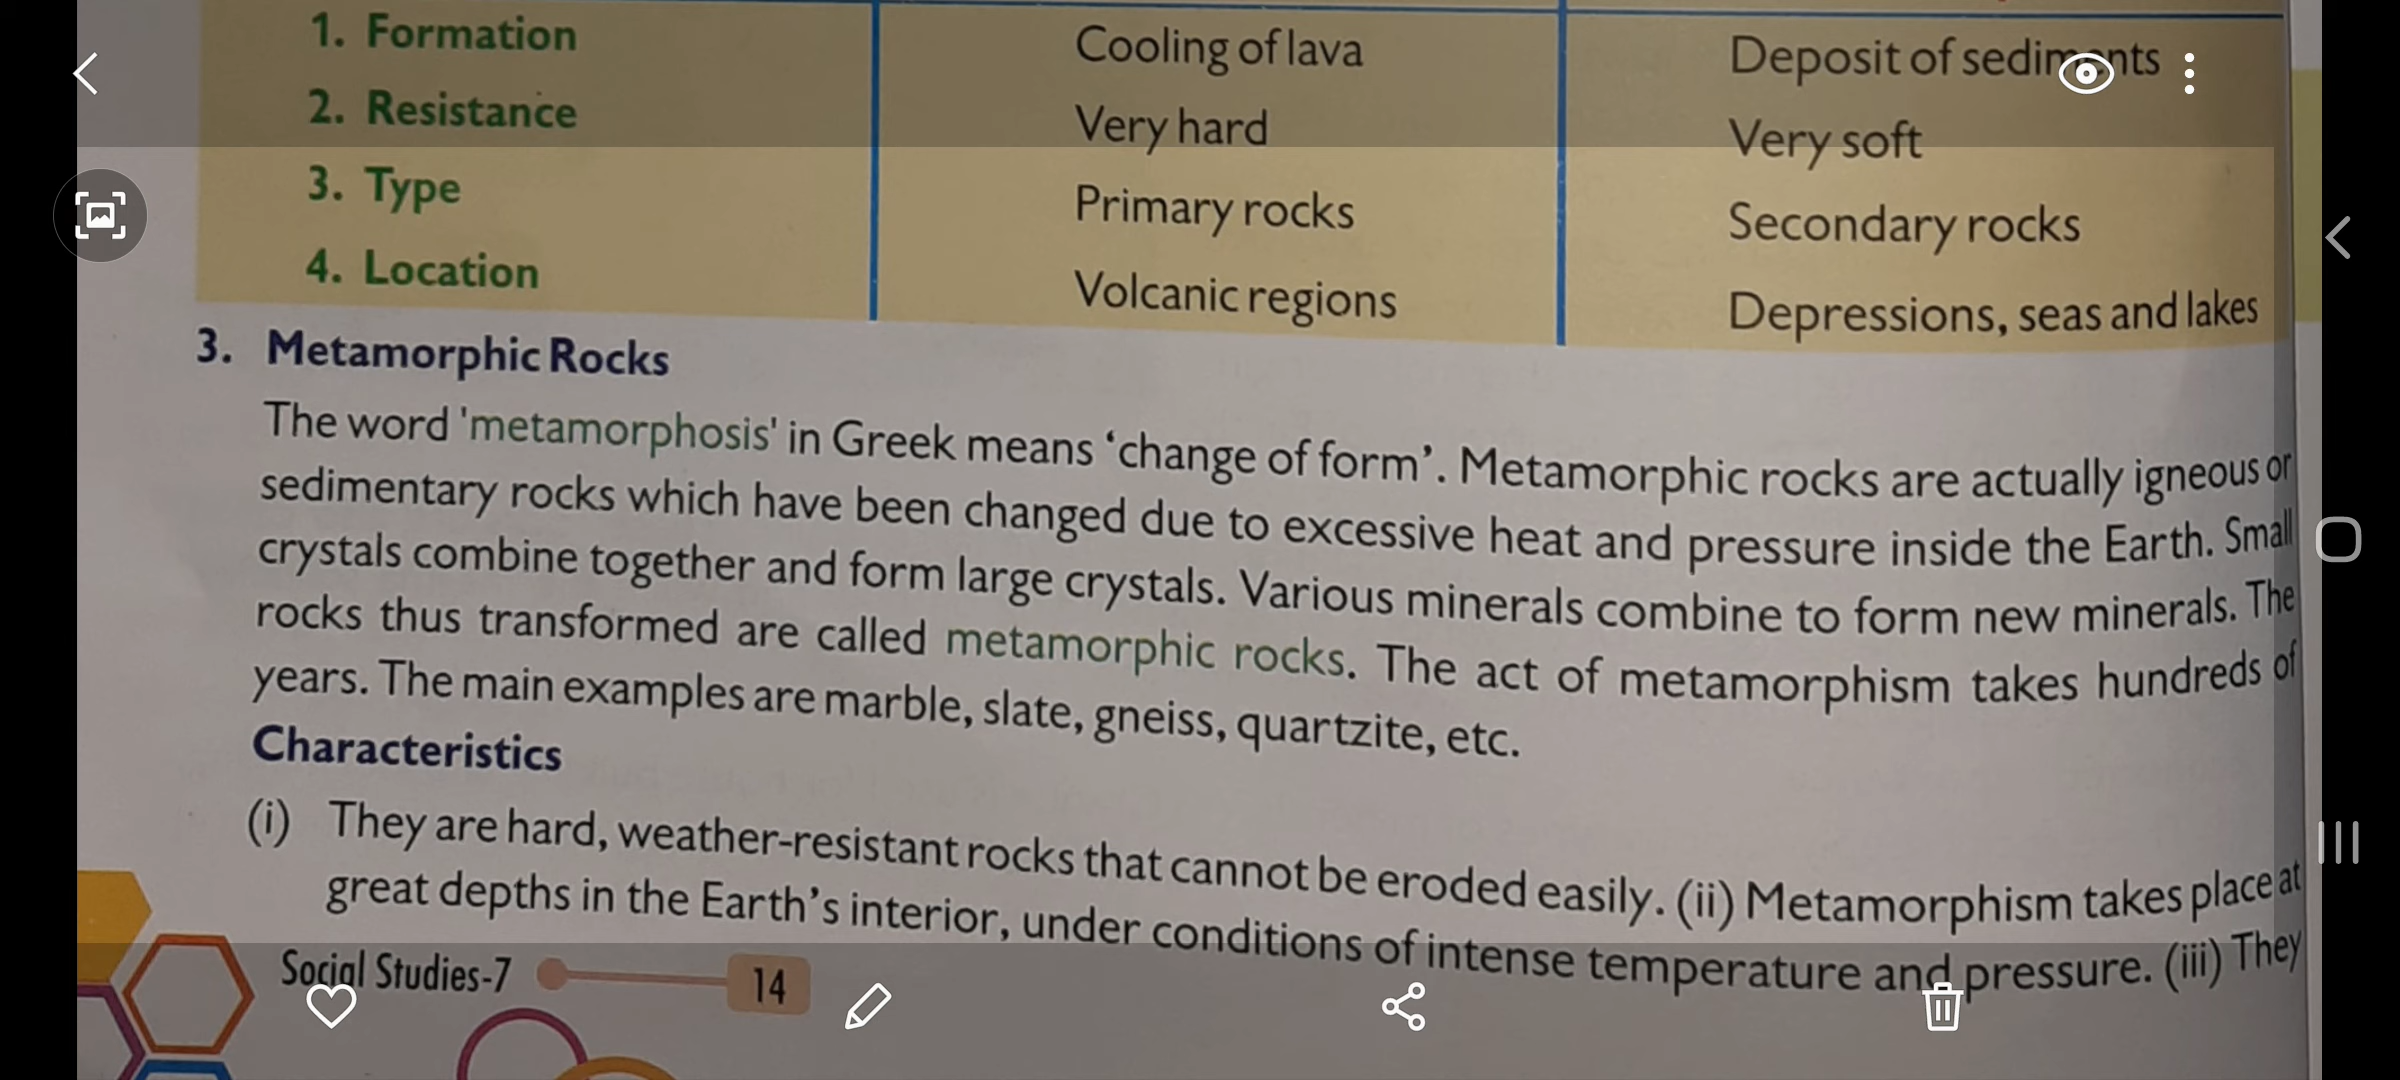 1. Formation Cooling of lava Deposit of sediments
2. Resistance Very hard Very soft
3. Type Primary rocks Secondary rocks
4. Location Volcanic regions Depressions, seas and lakes
3. Metamorphic Rocks
The word 'metamorphosis' in Greek means ‘change of form’. Metamorphic rocks are actually igneous or
sedimentary rocks which have been changed due to excessive heat and pressure inside the Earth. Small
crystals combine together and form large crystals. Various minerals combine to form new minerals. The
rocks thus transformed are called metamorphic rocks. The act of metamorphism takes hundreds of
years. The main examples are marble, slate, gneiss, quartzite, etc.
Characteristics
(i) They are hard, weather-resistant rocks that cannot be eroded easily. (ii) Metamorphism takes place at
great depths in the Earth’s interior, under conditions of intense temperature and pressure. (iii) They
Social Studies-7 14